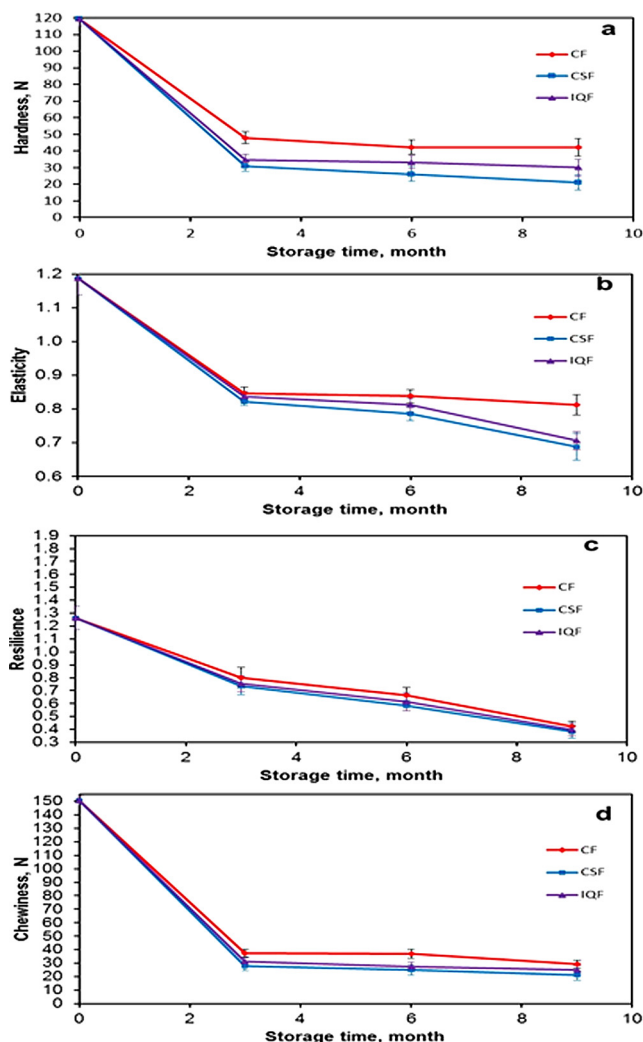 a
120
110
100
90
80
70
60
50
40
30
20
10
0
Hardness, N
CF
CSF
IQF
0 2 4 6 8 10
Storage time, month
b
1.2
1.1
1.0
0.9
0.8
0.7
0.6
Elasticity
CF
CSF
IQF
0 2 4 6 8 10
Storage time, month
c
1.9
1.8
1.7
1.6
1.5
1.4
1.3
1.2
1.1
1.0
0.9
0.8
0.7
0.6
0.5
0.4
0.3
Resilience
CF
CSF
IQF
0 2 4 6 8 10
Storage time, month
d
150
140
130
120
110
100
90
80
70
60
50
40
30
20
10
0
Chewiness, N
CF
CSF
IQF
0 2 4 6 8 10
Storage time, month